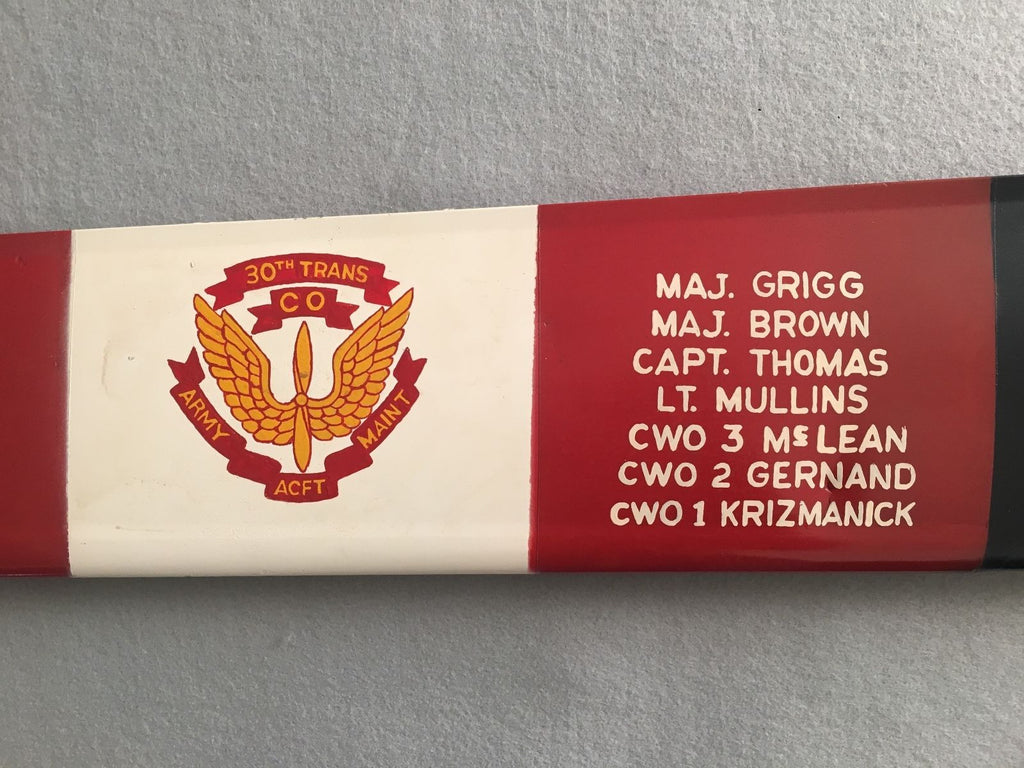 30TH TRANS
CO
ARMY ACFT MAINT
MAJ. GRIGG
MAJ. BROWN
CAPT. THOMAS
LT. MULLINS
CWO 3 McLEAN
CWO 2 GERNAND
CWO 1 KRIZMANICK